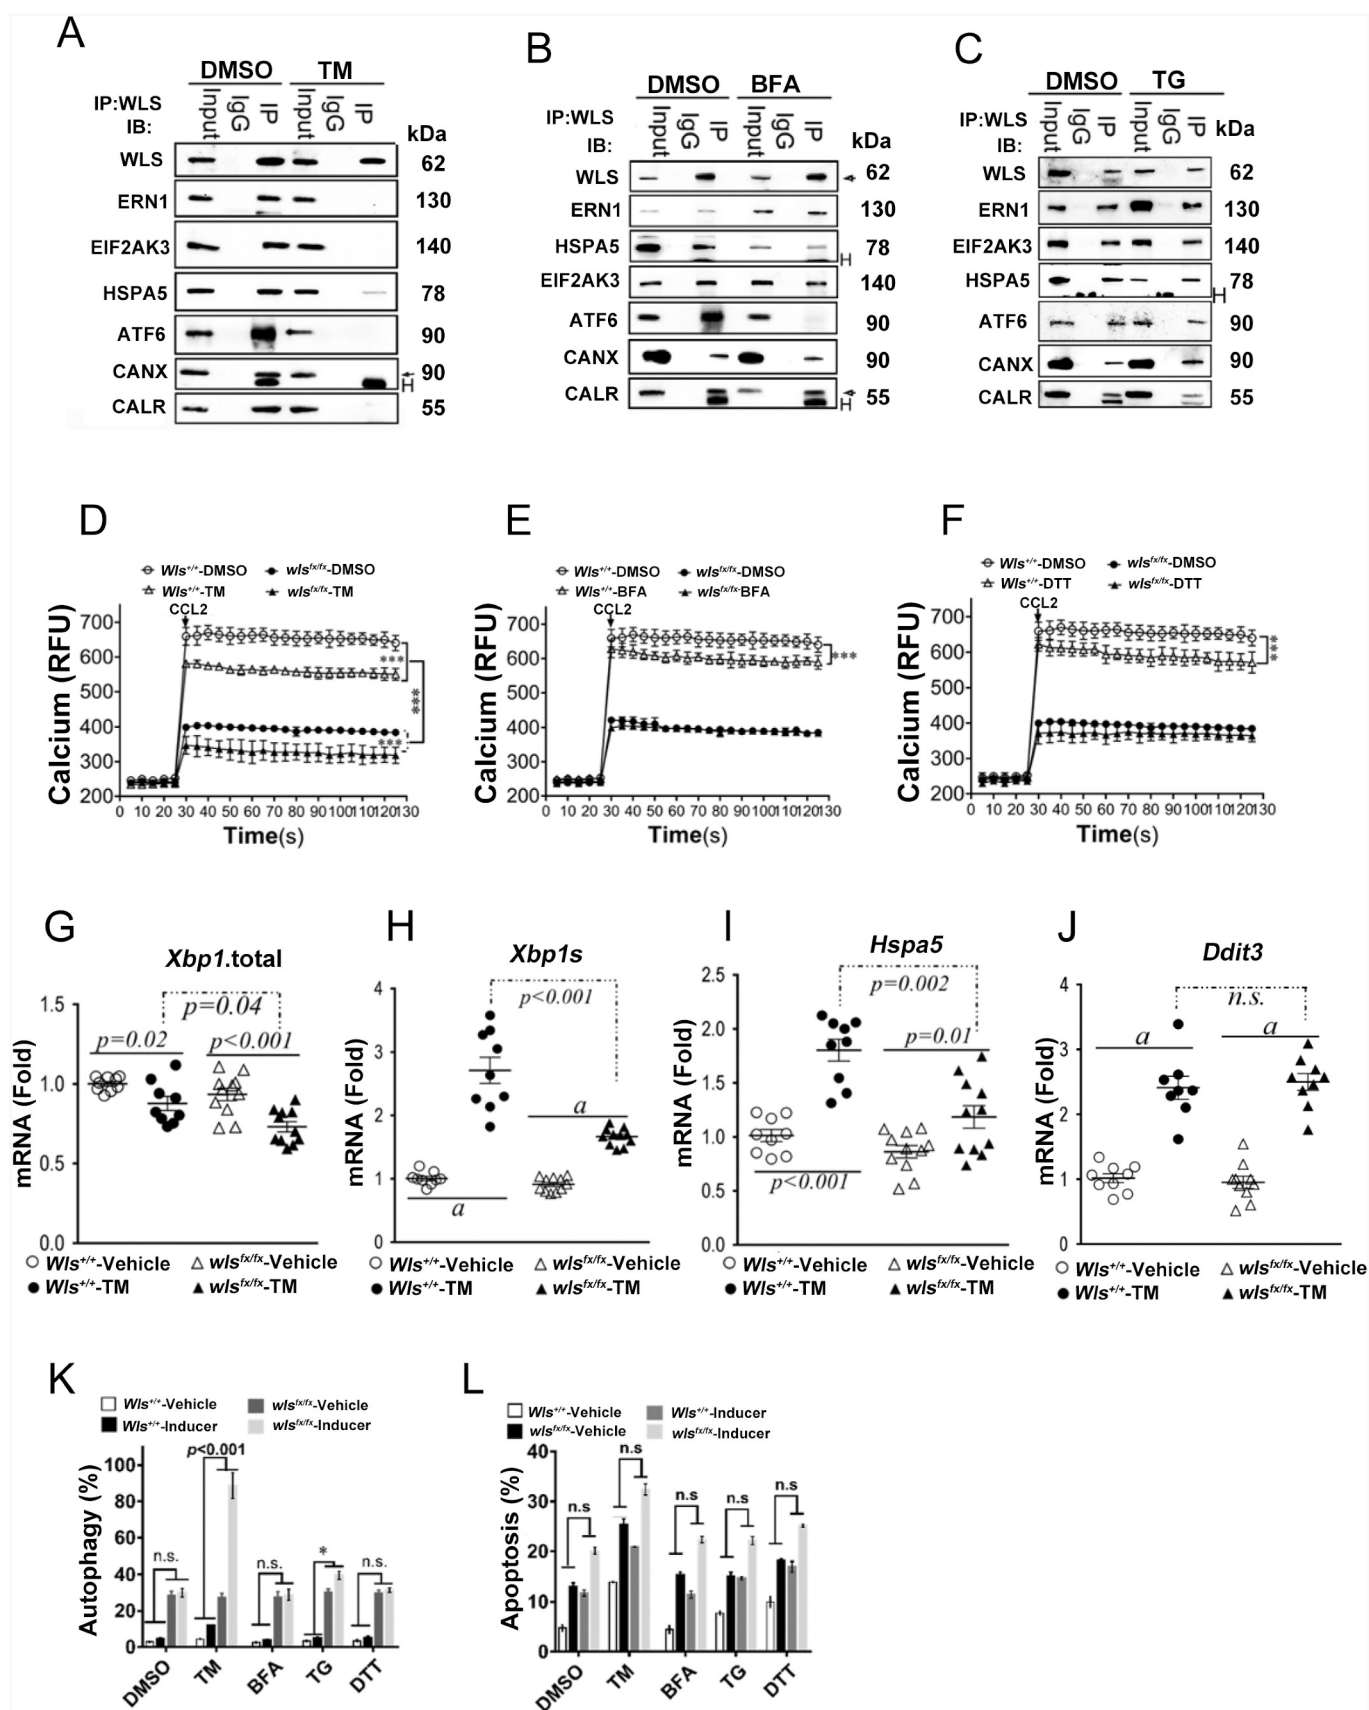 A
DMSO TM
IP:WLS
IB:
Input IgG IP Input IgG IP
kDa
WLS 62
ERN1 130
EIF2AK3 140
HSPA5 78
ATF6 90
CANX 90
H
CALR 55
B
DMSO BFA
IP:WLS
IB:
Input IgG IP Input IgG IP
kDa
WLS 62
ERN1 130
HSPA5 78
H
EIF2AK3 140
ATF6 90
CANX 90
CALR 55
H
C
DMSO TG
IP:WLS
IB:
Input IgG IP Input IgG IP
kDa
WLS 62
ERN1 130
EIF2AK3 140
HSPA5 78
H
ATF6 90
CANX 90
CALR 55
D
Wls+/+-DMSO wlsfx/fx-DMSO
Wls+/+-TM wlsfx/fx-TM
CCL2
Calcium (RFU)
700
600
500
400
300
200
***
***
***
0 10 20 30 40 50 60 70 80 90 100 110 120 130
Time(s)
E
Wls+/+-DMSO wlsfx/fx-DMSO
Wls+/+-BFA wlsfx/fx-BFA
CCL2
Calcium (RFU)
700
600
500
400
300
200
***
0 10 20 30 40 50 60 70 80 90 100 110 120 130
Time(s)
F
Wls+/+-DMSO wlsfx/fx-DMSO
Wls+/+-DTT wlsfx/fx-DTT
CCL2
Calcium (RFU)
700
600
500
400
300
200
***
0 10 20 30 40 50 60 70 80 90 100 110 120 130
Time(s)
G
Xbp1.total
mRNA (Fold)
1.5
1.0
0.5
0.0
p=0.04
p=0.02 p<0.001
Wls+/+-Vehicle wlsfx/fx-Vehicle
Wls+/+-TM wlsfx/fx-TM
H
Xbp1s
mRNA (Fold)
4
3
2
1
0
p<0.001
a
a
Wls+/+-Vehicle wlsfx/fx-Vehicle
Wls+/+-TM wlsfx/fx-TM
I
Hspa5
mRNA (Fold)
2.5
2.0
1.5
1.0
0.5
0.0
p=0.002
p=0.01
p<0.001
Wls+/+-Vehicle wlsfx/fx-Vehicle
Wls+/+-TM wlsfx/fx-TM
J
Ddit3
mRNA (Fold)
4
3
2
1
0
n.s.
a a
Wls+/+-Vehicle wlsfx/fx-Vehicle
Wls+/+-TM wlsfx/fx-TM
K
Wls+/+-Vehicle wlsfx/fx-Vehicle
Wls+/+-Inducer wlsfx/fx-Inducer
Autophagy (%)
100
80
60
40
20
0
p<0.001
n.s. n.s. * n.s.
DMSO TM BFA TG DTT
L
Wls+/+-Vehicle Wls+/+-Inducer
wlsfx/fx-Vehicle wlsfx/fx-Inducer
Apoptosis (%)
40
30
20
10
0
n.s n.s n.s n.s n.s
DMSO TM BFA TG DTT